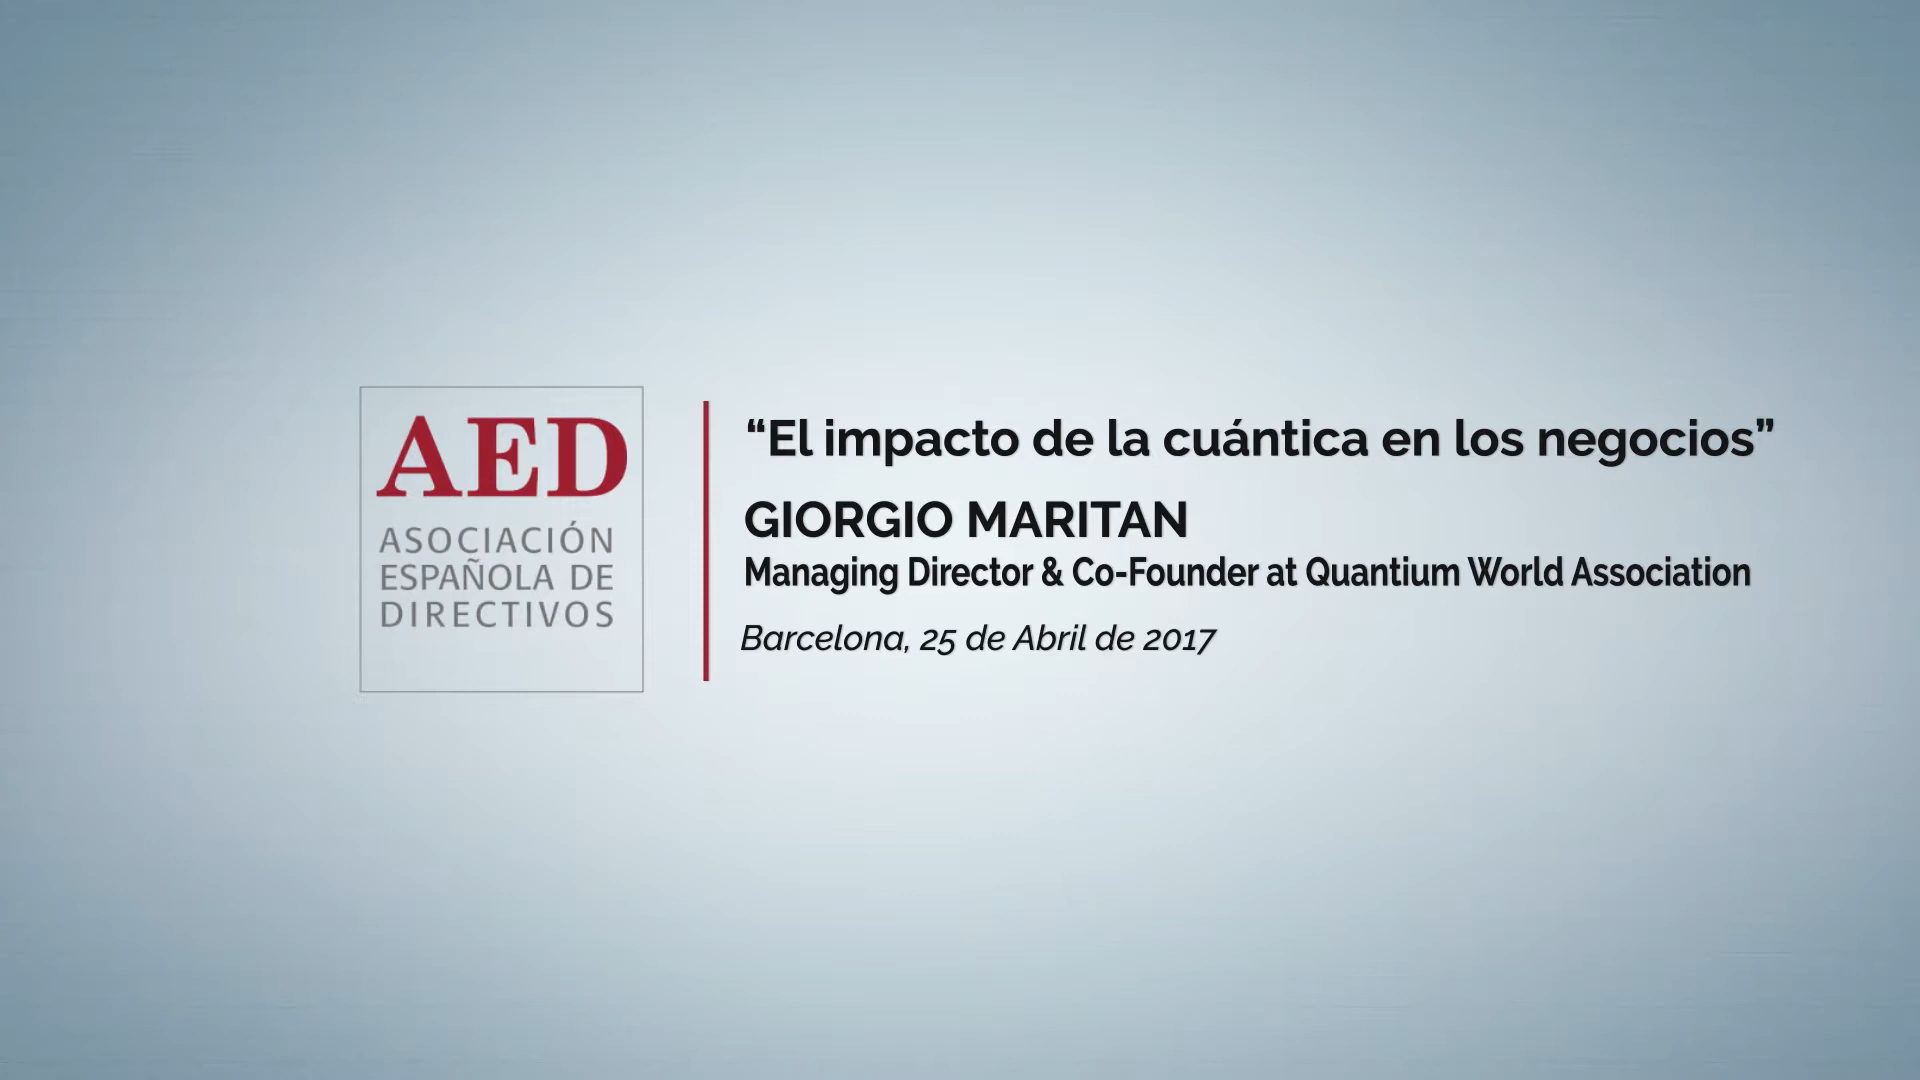 AED
ASOCIACIÓN
ESPAÑOLA DE
DIRECTIVOS
“El impacto de la cuántica en los negocios”
GIORGIO MARITAN
Managing Director & Co-Founder at Quantium World Association
Barcelona, 25 de Abril de 2017